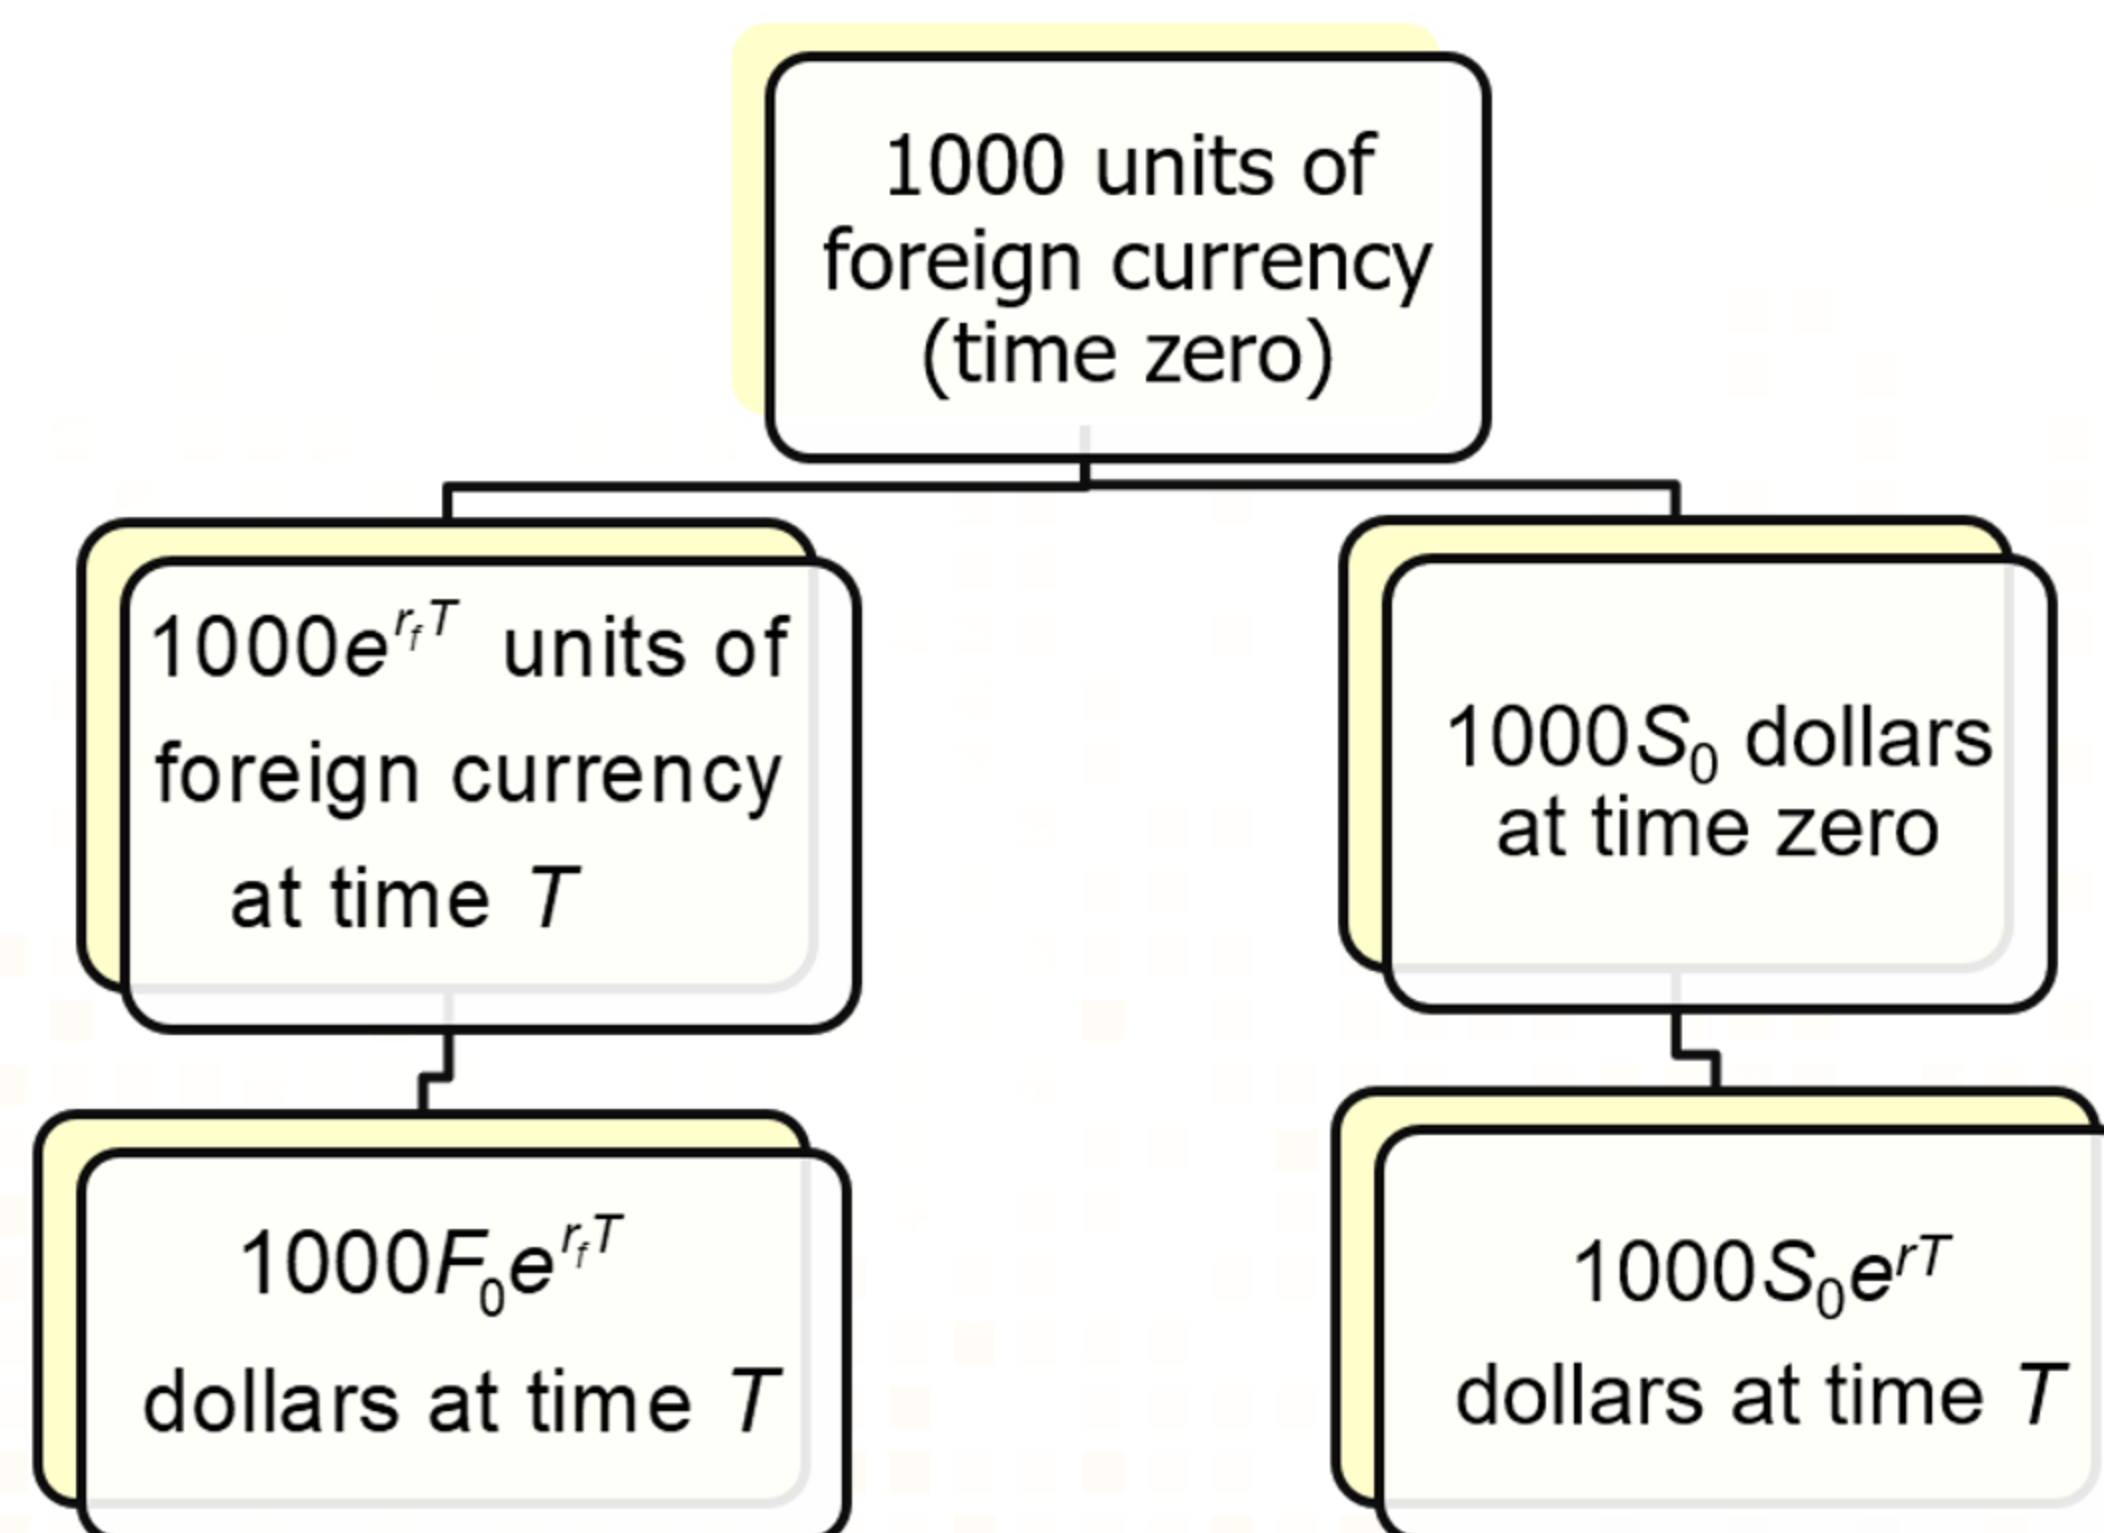 1000 units of
foreign currency
(time zero)
1000e^{r_f T} units of
foreign currency
at time T
1000S_0 dollars
at time zero
1000F_0e^{r_f T}
dollars at time T
1000S_0e^{rT}
dollars at time T